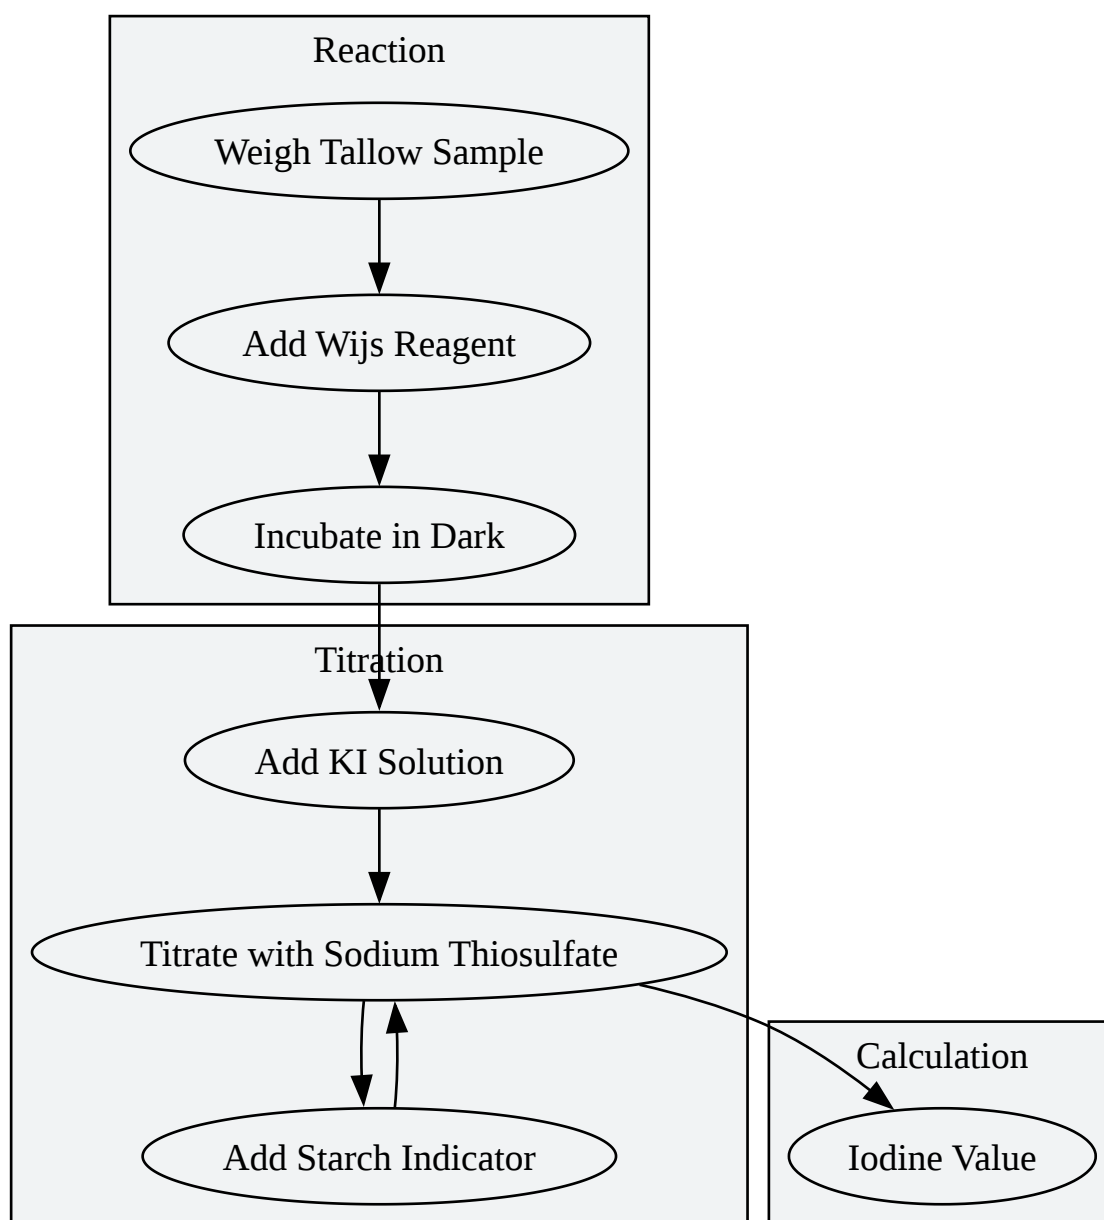 Reaction
Weigh Tallow Sample
Add Wijs Reagent
Incubate in Dark
Titration
Add KI Solution
Titrate with Sodium Thiosulfate
Calculation
Add Starch Indicator
Iodine Value